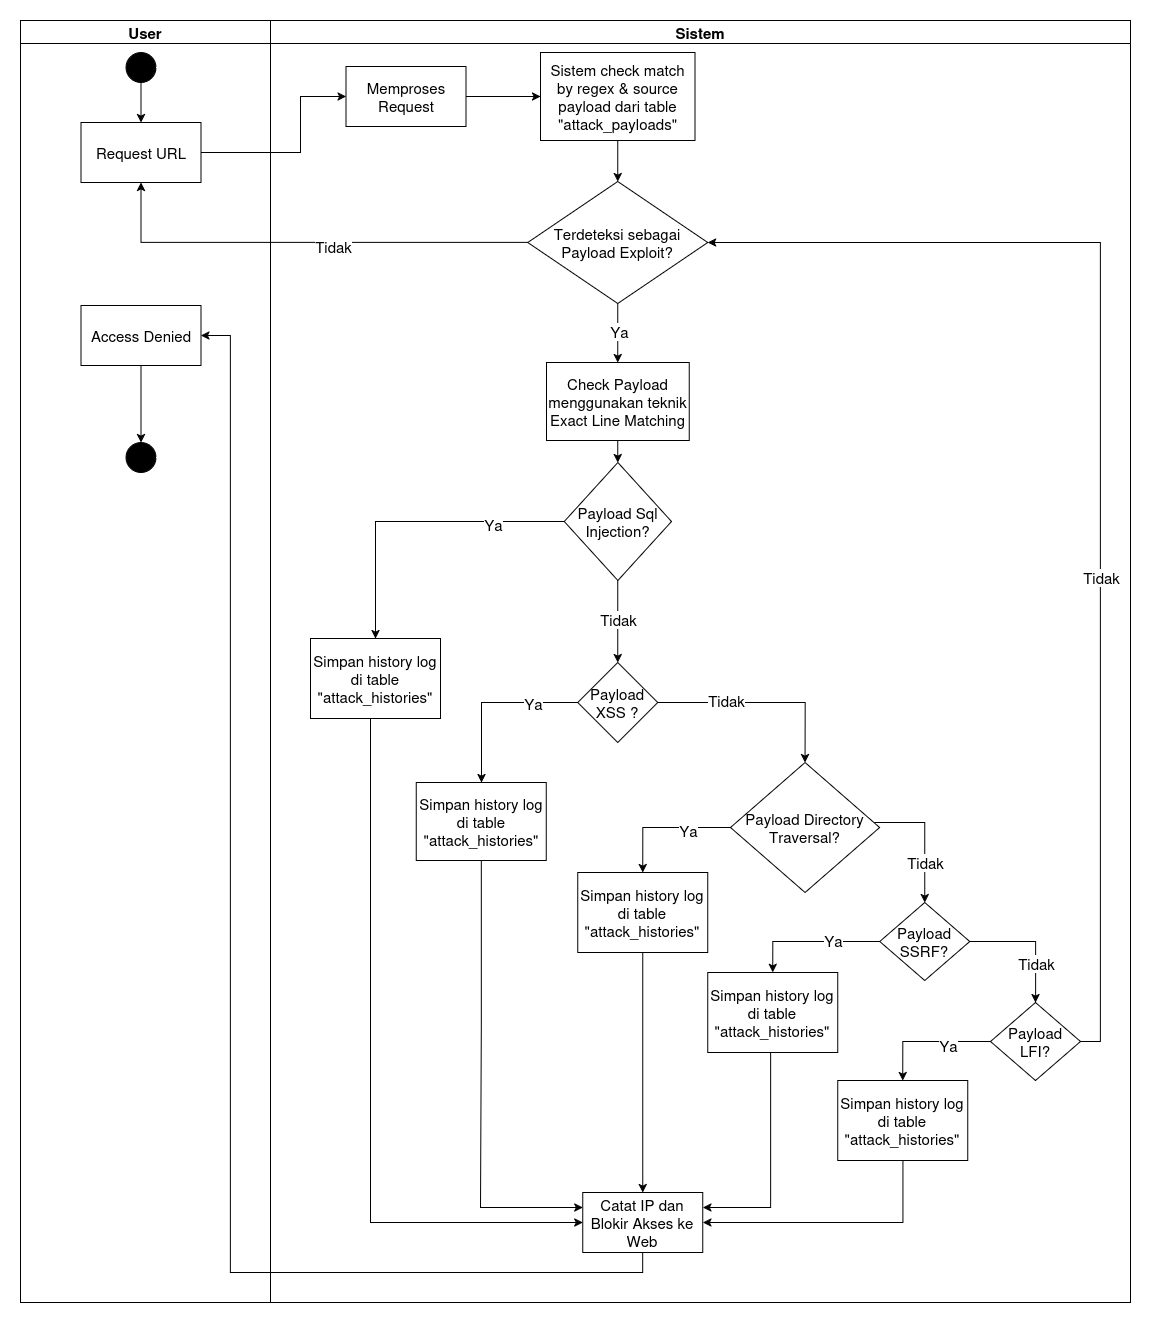 User
Sistem
Request URL
Memproses
Request
Sistem check match
by regex & source
payload dari table
"attack_payloads"
Terdeteksi sebagai
Payload Exploit?
Tidak
Ya
Access Denied
Check Payload
menggunakan teknik
Exact Line Matching
Payload Sql
Injection?
Ya
Tidak
Tidak
Simpan history log
di table
"attack_histories"
Payload
XSS ?
Ya
Tidak
Simpan history log
di table
"attack_histories"
Payload Directory
Traversal?
Ya
Tidak
Simpan history log
di table
"attack_histories"
Payload
SSRF?
Ya
Tidak
Simpan history log
di table
"attack_histories"
Payload
LFI?
Ya
Simpan history log
di table
"attack_histories"
Catat IP dan
Blokir Akses ke
Web